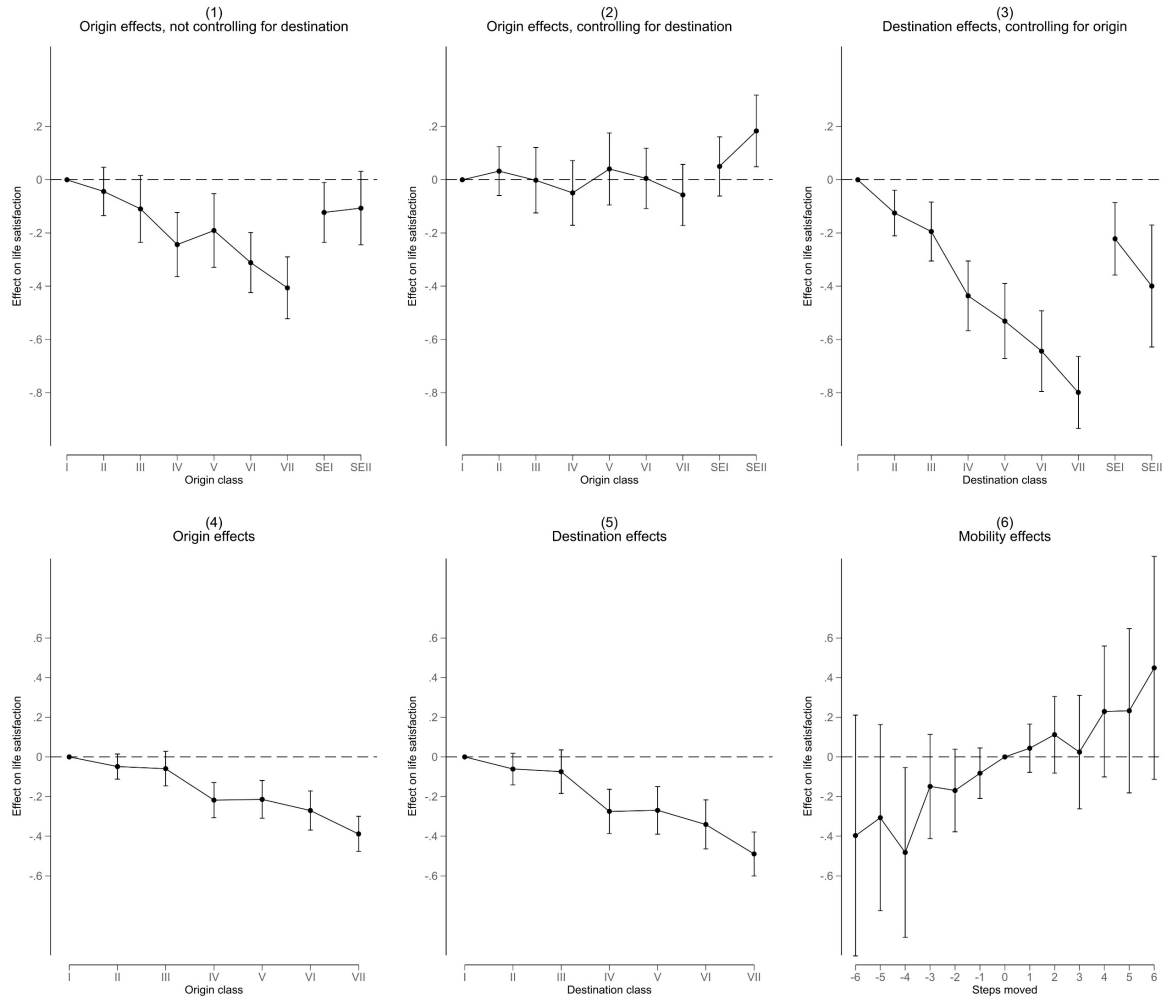 (1)
Origin effects, not controlling for destination
Effect on life satisfaction
.2
0
-.2
-.4
-.6
-.8
I II III IV V VI VII SEI SEII
Origin class
(2)
Origin effects, controlling for destination
Effect on life satisfaction
.2
0
-.2
-.4
-.6
-.8
I II III IV V VI VII SEI SEII
Origin class
(3)
Destination effects, controlling for origin
Effect on life satisfaction
.2
0
-.2
-.4
-.6
-.8
I II III IV V VI VII SEI SEII
Destination class
(4)
Origin effects
Effect on life satisfaction
.6
.4
.2
0
-.2
-.4
-.6
I II III IV V VI VII
Origin class
(5)
Destination effects
Effect on life satisfaction
.6
.4
.2
0
-.2
-.4
-.6
I II III IV V VI VII
Destination class
(6)
Mobility effects
Effect on life satisfaction
.6
.4
.2
0
-.2
-.4
-.6
-6 -5 -4 -3 -2 -1 0 1 2 3 4 5 6
Steps moved